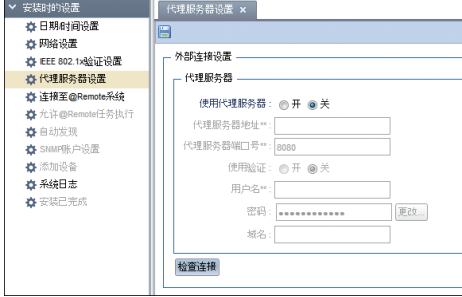 安装时的设置
日期/时间设置
网络设置
IEEE 802.1x验证设置
代理服务器设置
连接至@Remote系统
允许@Remote任务执行
自动发现
SNMP账户设置
添加设备
系统日志
安装已完成
代理服务器设置 ×
外部连接设置
代理服务器
使用代理服务器: 开 关
代理服务器地址**:
代理服务器端口号**: 8080
使用验证: 开 关
用户名**:
密码: ●●●●●●●●●●●● 更改...
域名:
检查连接